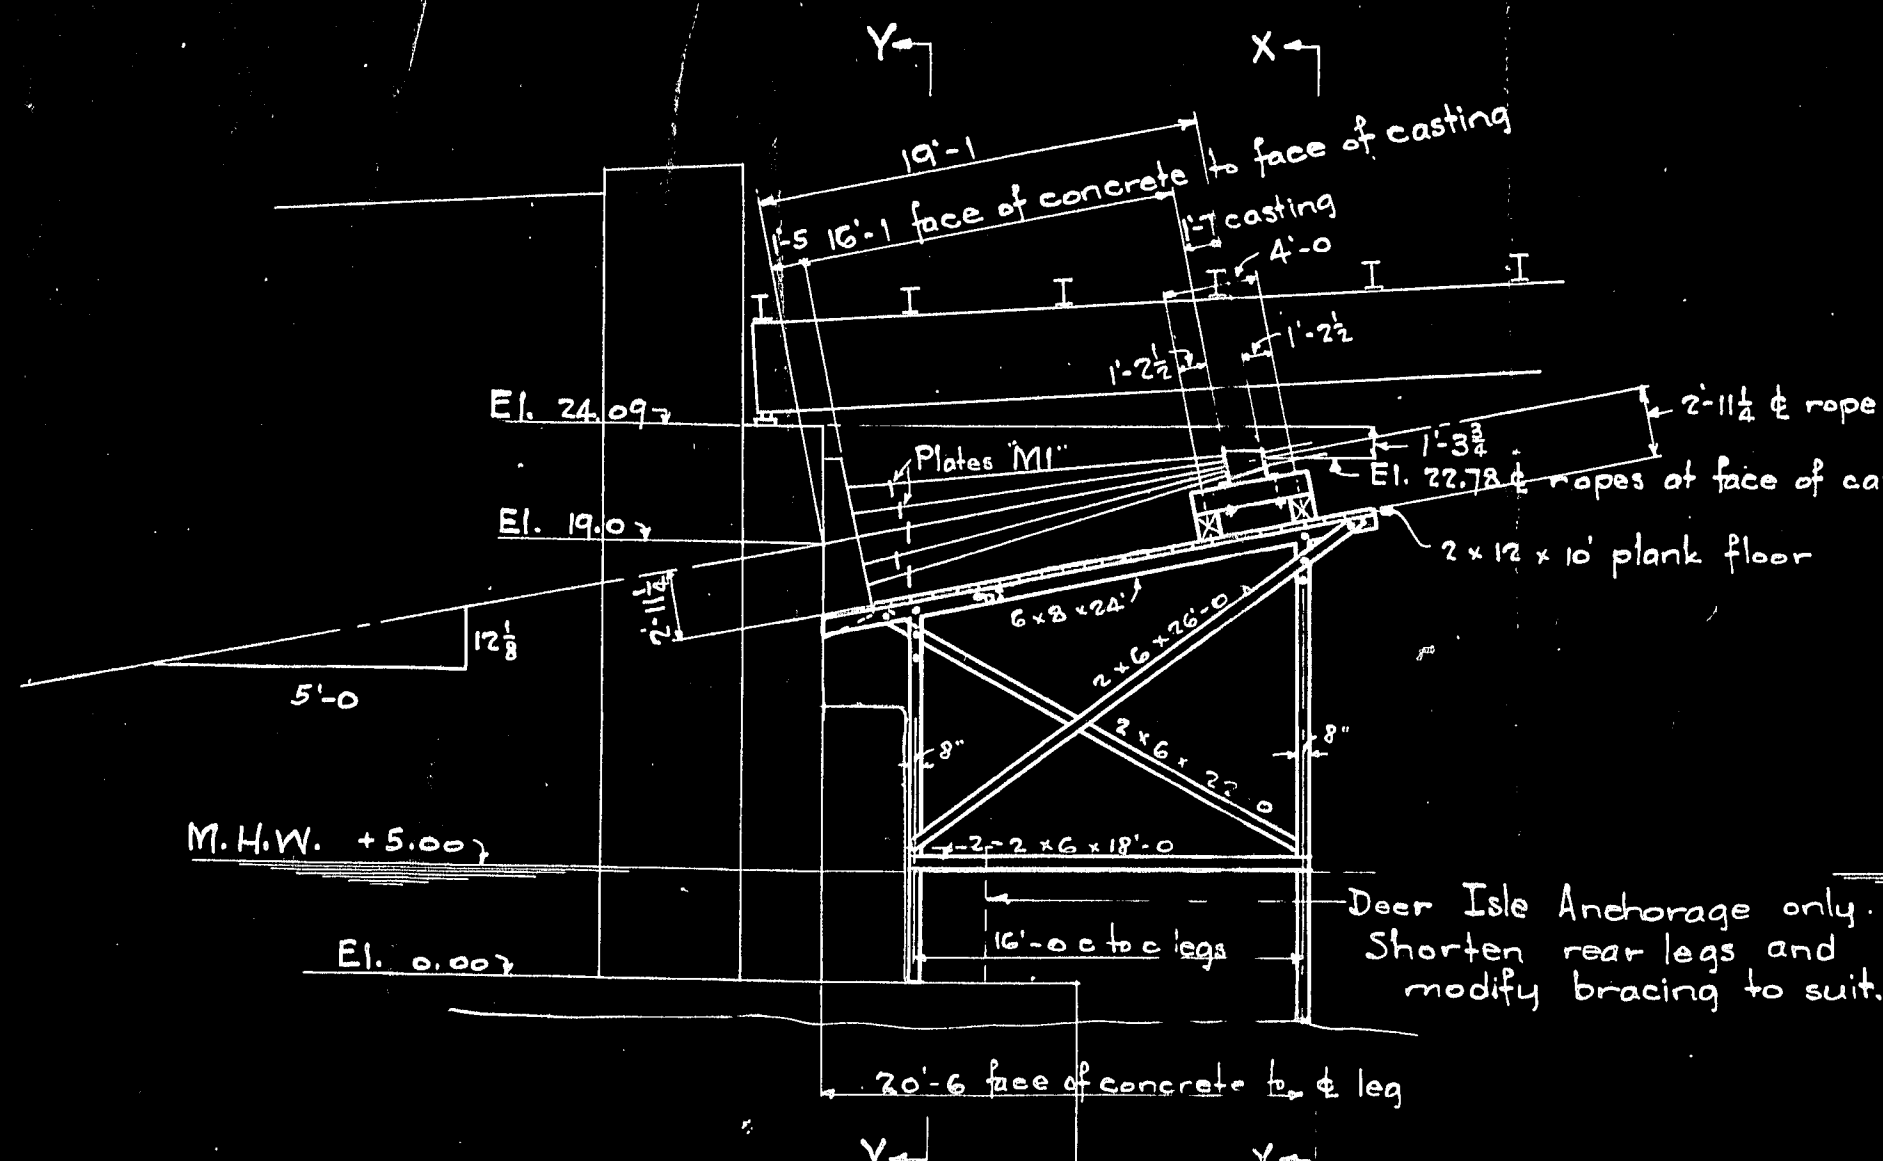 Y X
19'-1
1'-5 16'-1 face of concrete to face of casting
1'-7 casting
4'-0
I I I I I I
1'-2½
1'-2½
El. 24.09
2'-11¼ ℄ rope
1'-3¾
Plates "M1"
El. 22.78 ℄ ropes at face of ca
El. 19.0
2 x 12 x 10' plank floor
2'-11¼
6 x 8 x 24'
12⅛
5'-0
2 x 6 x 26'-0
2 x 6 x 22-0
8"
8"
M.H.W. +5.00
2-2 x 6 x 18'-0
Deer Isle Anchorage only.
Shorten rear legs and
modify bracing to suit.
16'-0 c to c legs
El. 0.00
20'-6 face of concrete to ℄ leg